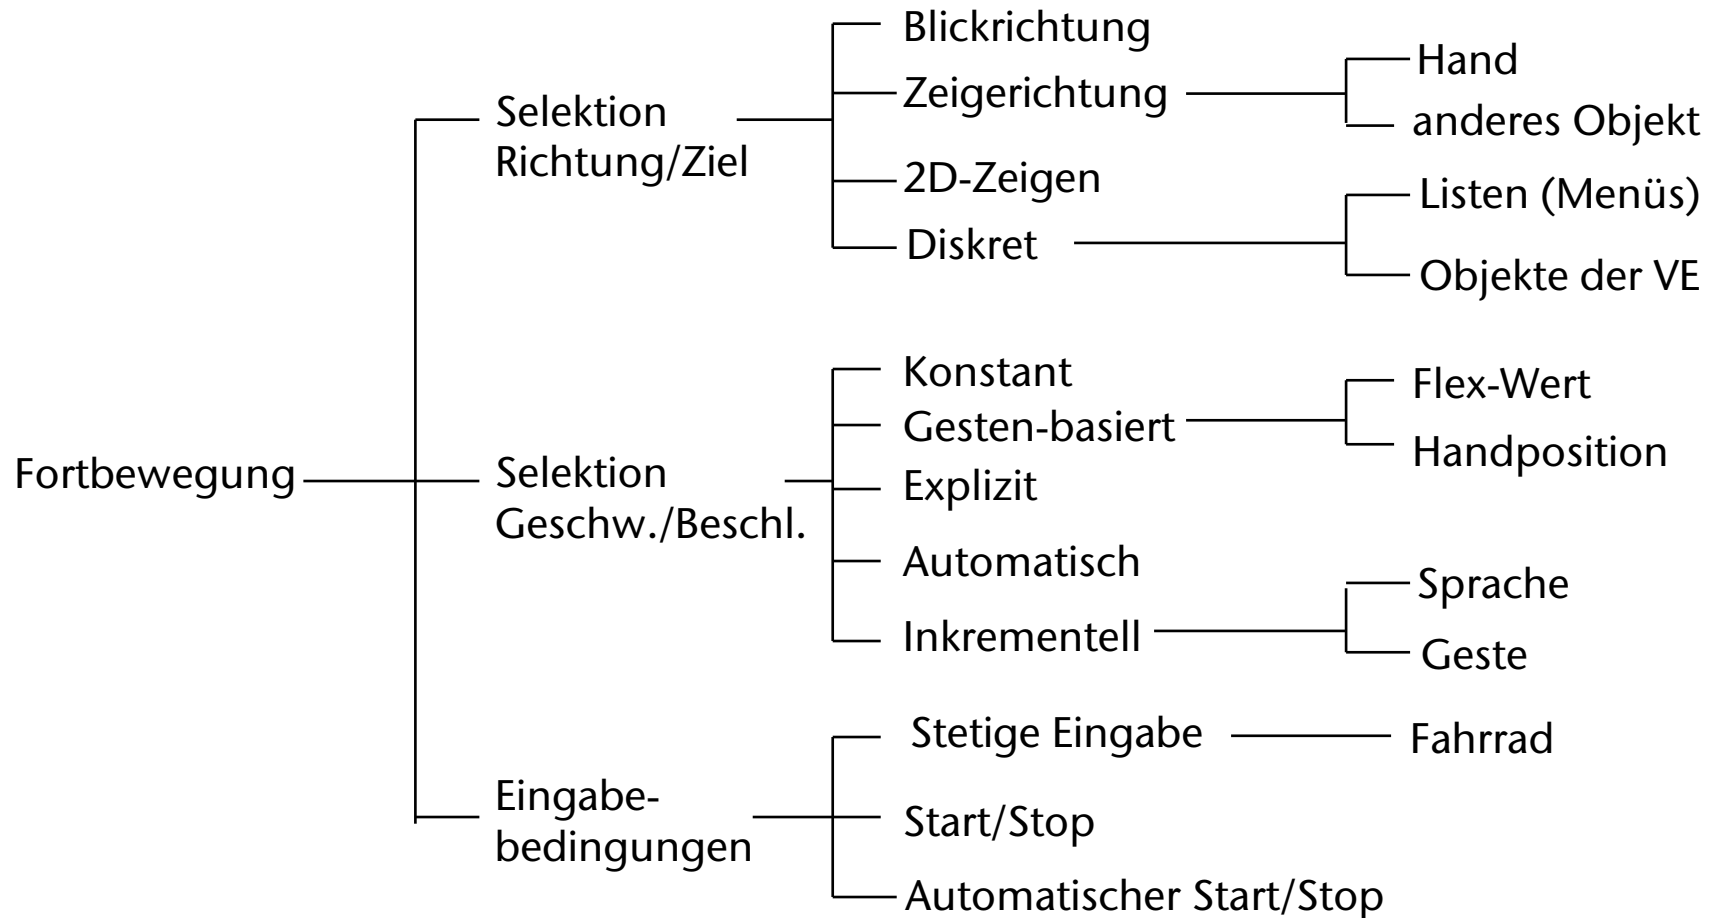 Fortbewegung
Selektion
Richtung/Ziel
Blickrichtung
Zeigerichtung
Hand
anderes Objekt
2D-Zeigen
Diskret
Listen (Menüs)
Objekte der VE
Selektion
Geschw./Beschl.
Konstant
Gesten-basiert
Flex-Wert
Handposition
Explizit
Automatisch
Inkrementell
Sprache
Geste
Eingabe-
bedingungen
Stetige Eingabe
Fahrrad
Start/Stop
Automatischer Start/Stop